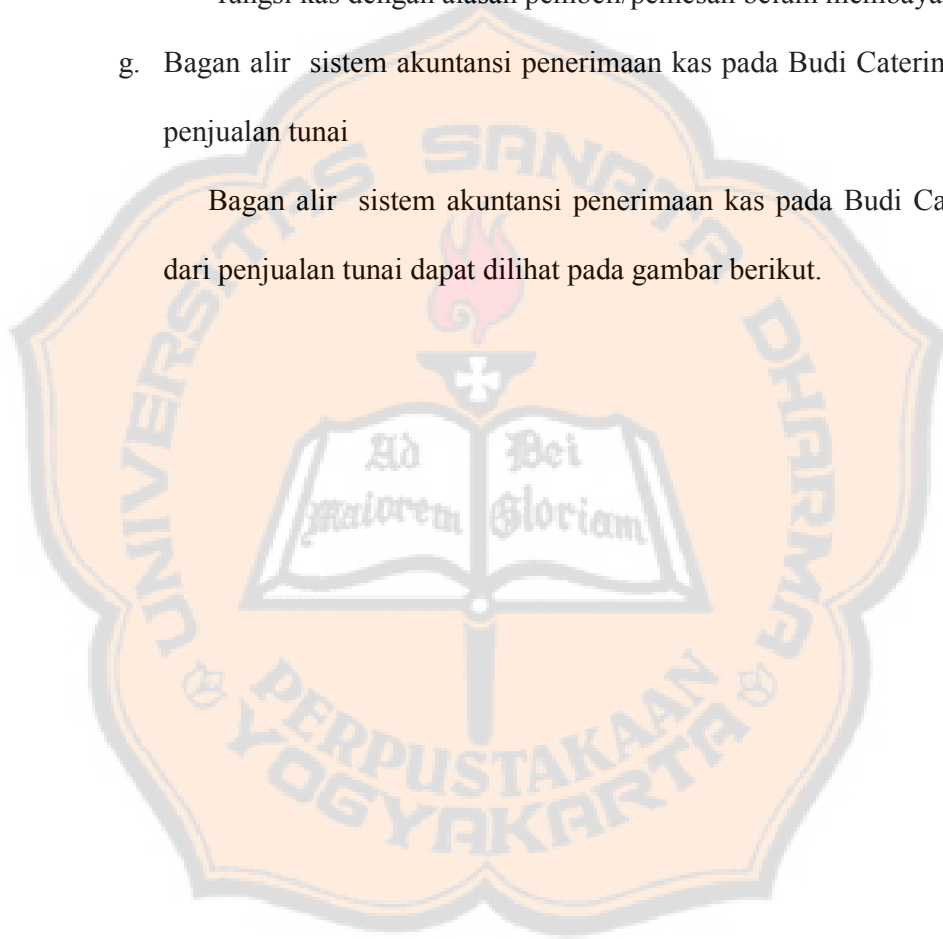 fungsi kas dengan alasan pembeli/pemesan belum membaya
g. Bagan alir sistem akuntansi penerimaan kas pada Budi Caterin
penjualan tunai
Bagan alir sistem akuntansi penerimaan kas pada Budi Ca
dari penjualan tunai dapat dilihat pada gambar berikut.
UNIVERSITAS SANATA DHARMA
Ad Dei
maiorem Gloriam
PERPUSTAKAAN
YOGYAKARTA